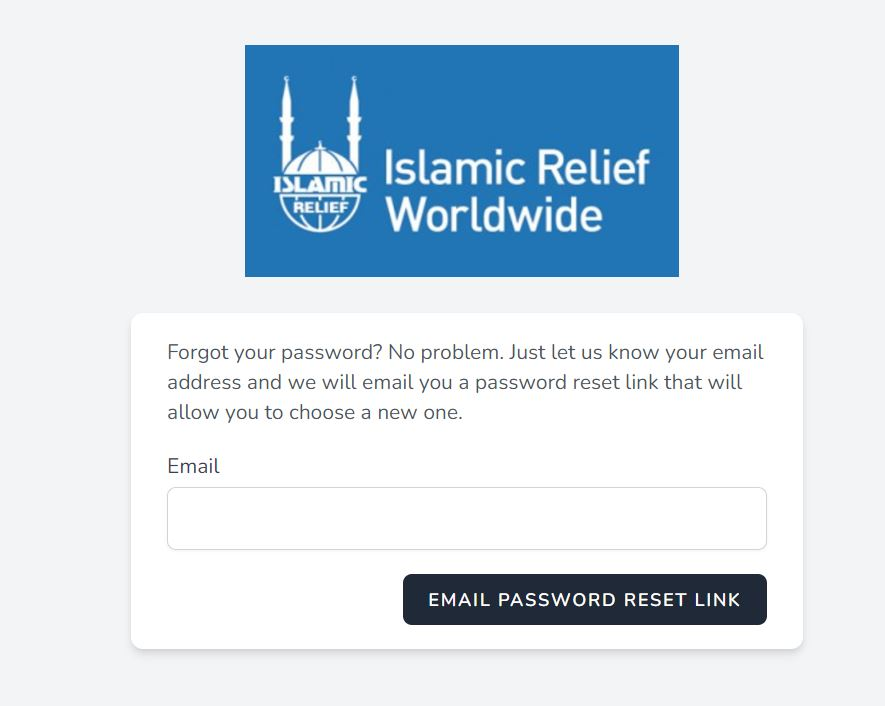 ISLAMIC
RELIEF
Islamic Relief
Worldwide
Forgot your password? No problem. Just let us know your email
address and we will email you a password reset link that will
allow you to choose a new one.
Email
EMAIL PASSWORD RESET LINK